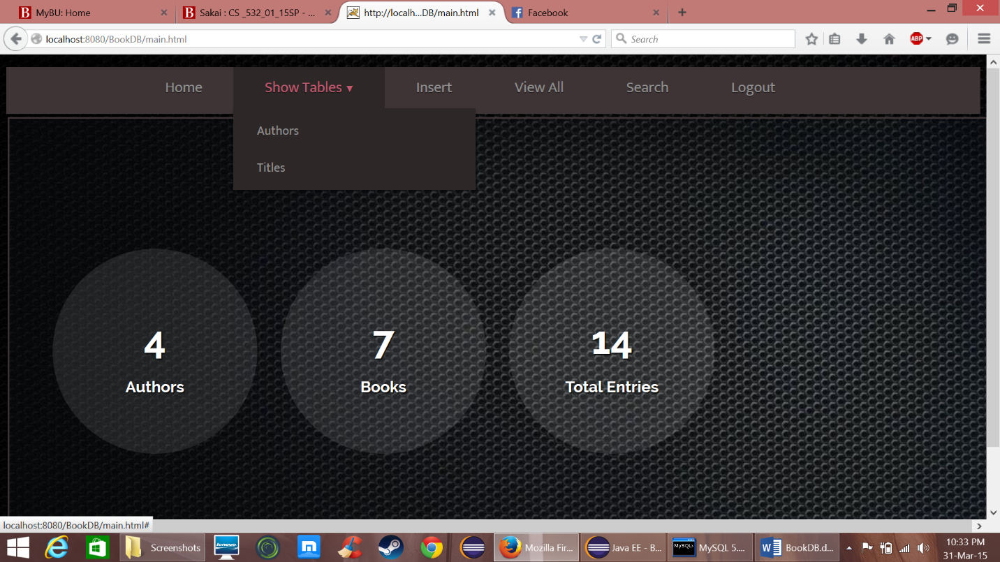 MyBU: Home
Sakai : CS _532_01_15SP - ...
http://localh...DB/main.html
Facebook
localhost:8080/BookDB/main.html
Search
ABP
Home
Show Tables ▾
Insert
View All
Search
Logout
Authors
Titles
4
Authors
7
Books
14
Total Entries
localhost:8080/BookDB/main.html#
Screenshots
lenovo
Mozilla Fir...
Java EE - B...
MySQL 5....
BookDB.d...
10:33 PM
31-Mar-15